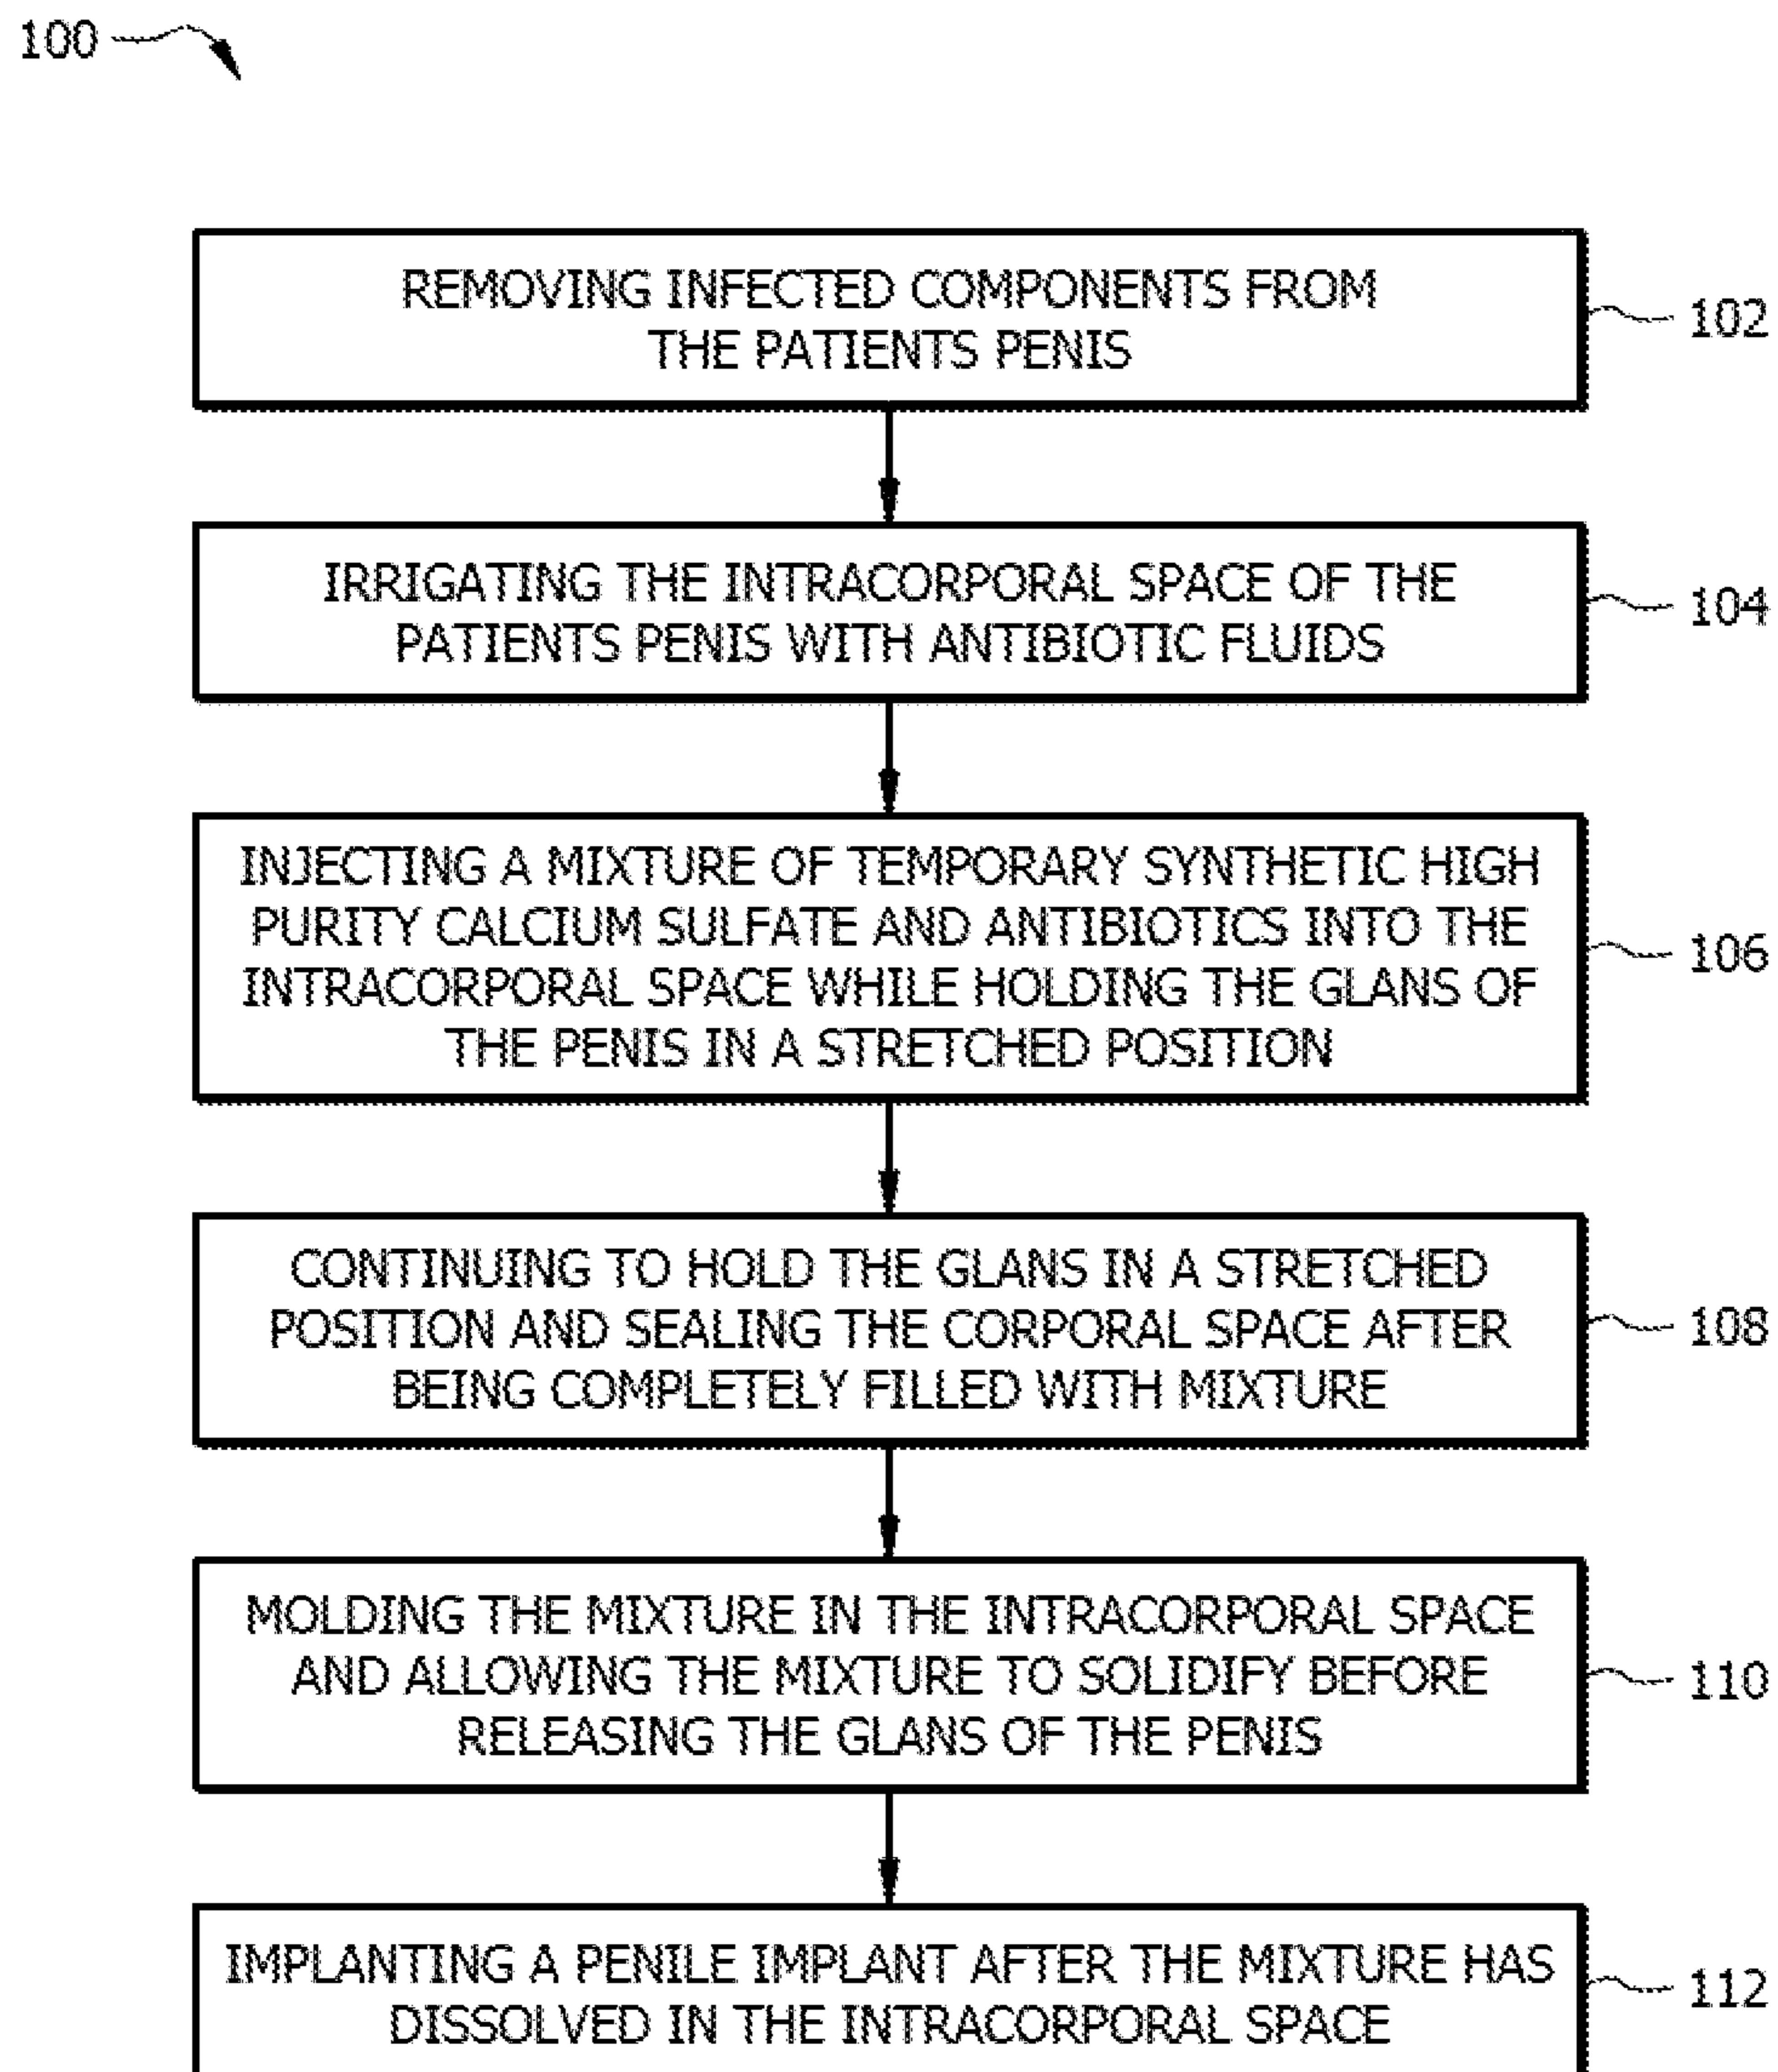 100
REMOVING INFECTED COMPONENTS FROM
THE PATIENTS PENIS
102
IRRIGATING THE INTRACORPORAL SPACE OF THE
PATIENTS PENIS WITH ANTIBIOTIC FLUIDS
104
INJECTING A MIXTURE OF TEMPORARY SYNTHETIC HIGH
PURITY CALCIUM SULFATE AND ANTIBIOTICS INTO THE
INTRACORPORAL SPACE WHILE HOLDING THE GLANS OF
THE PENIS IN A STRETCHED POSITION
106
CONTINUING TO HOLD THE GLANS IN A STRETCHED
POSITION AND SEALING THE CORPORAL SPACE AFTER
BEING COMPLETELY FILLED WITH MIXTURE
108
MOLDING THE MIXTURE IN THE INTRACORPORAL SPACE
AND ALLOWING THE MIXTURE TO SOLIDIFY BEFORE
RELEASING THE GLANS OF THE PENIS
110
IMPLANTING A PENILE IMPLANT AFTER THE MIXTURE HAS
DISSOLVED IN THE INTRACORPORAL SPACE
112